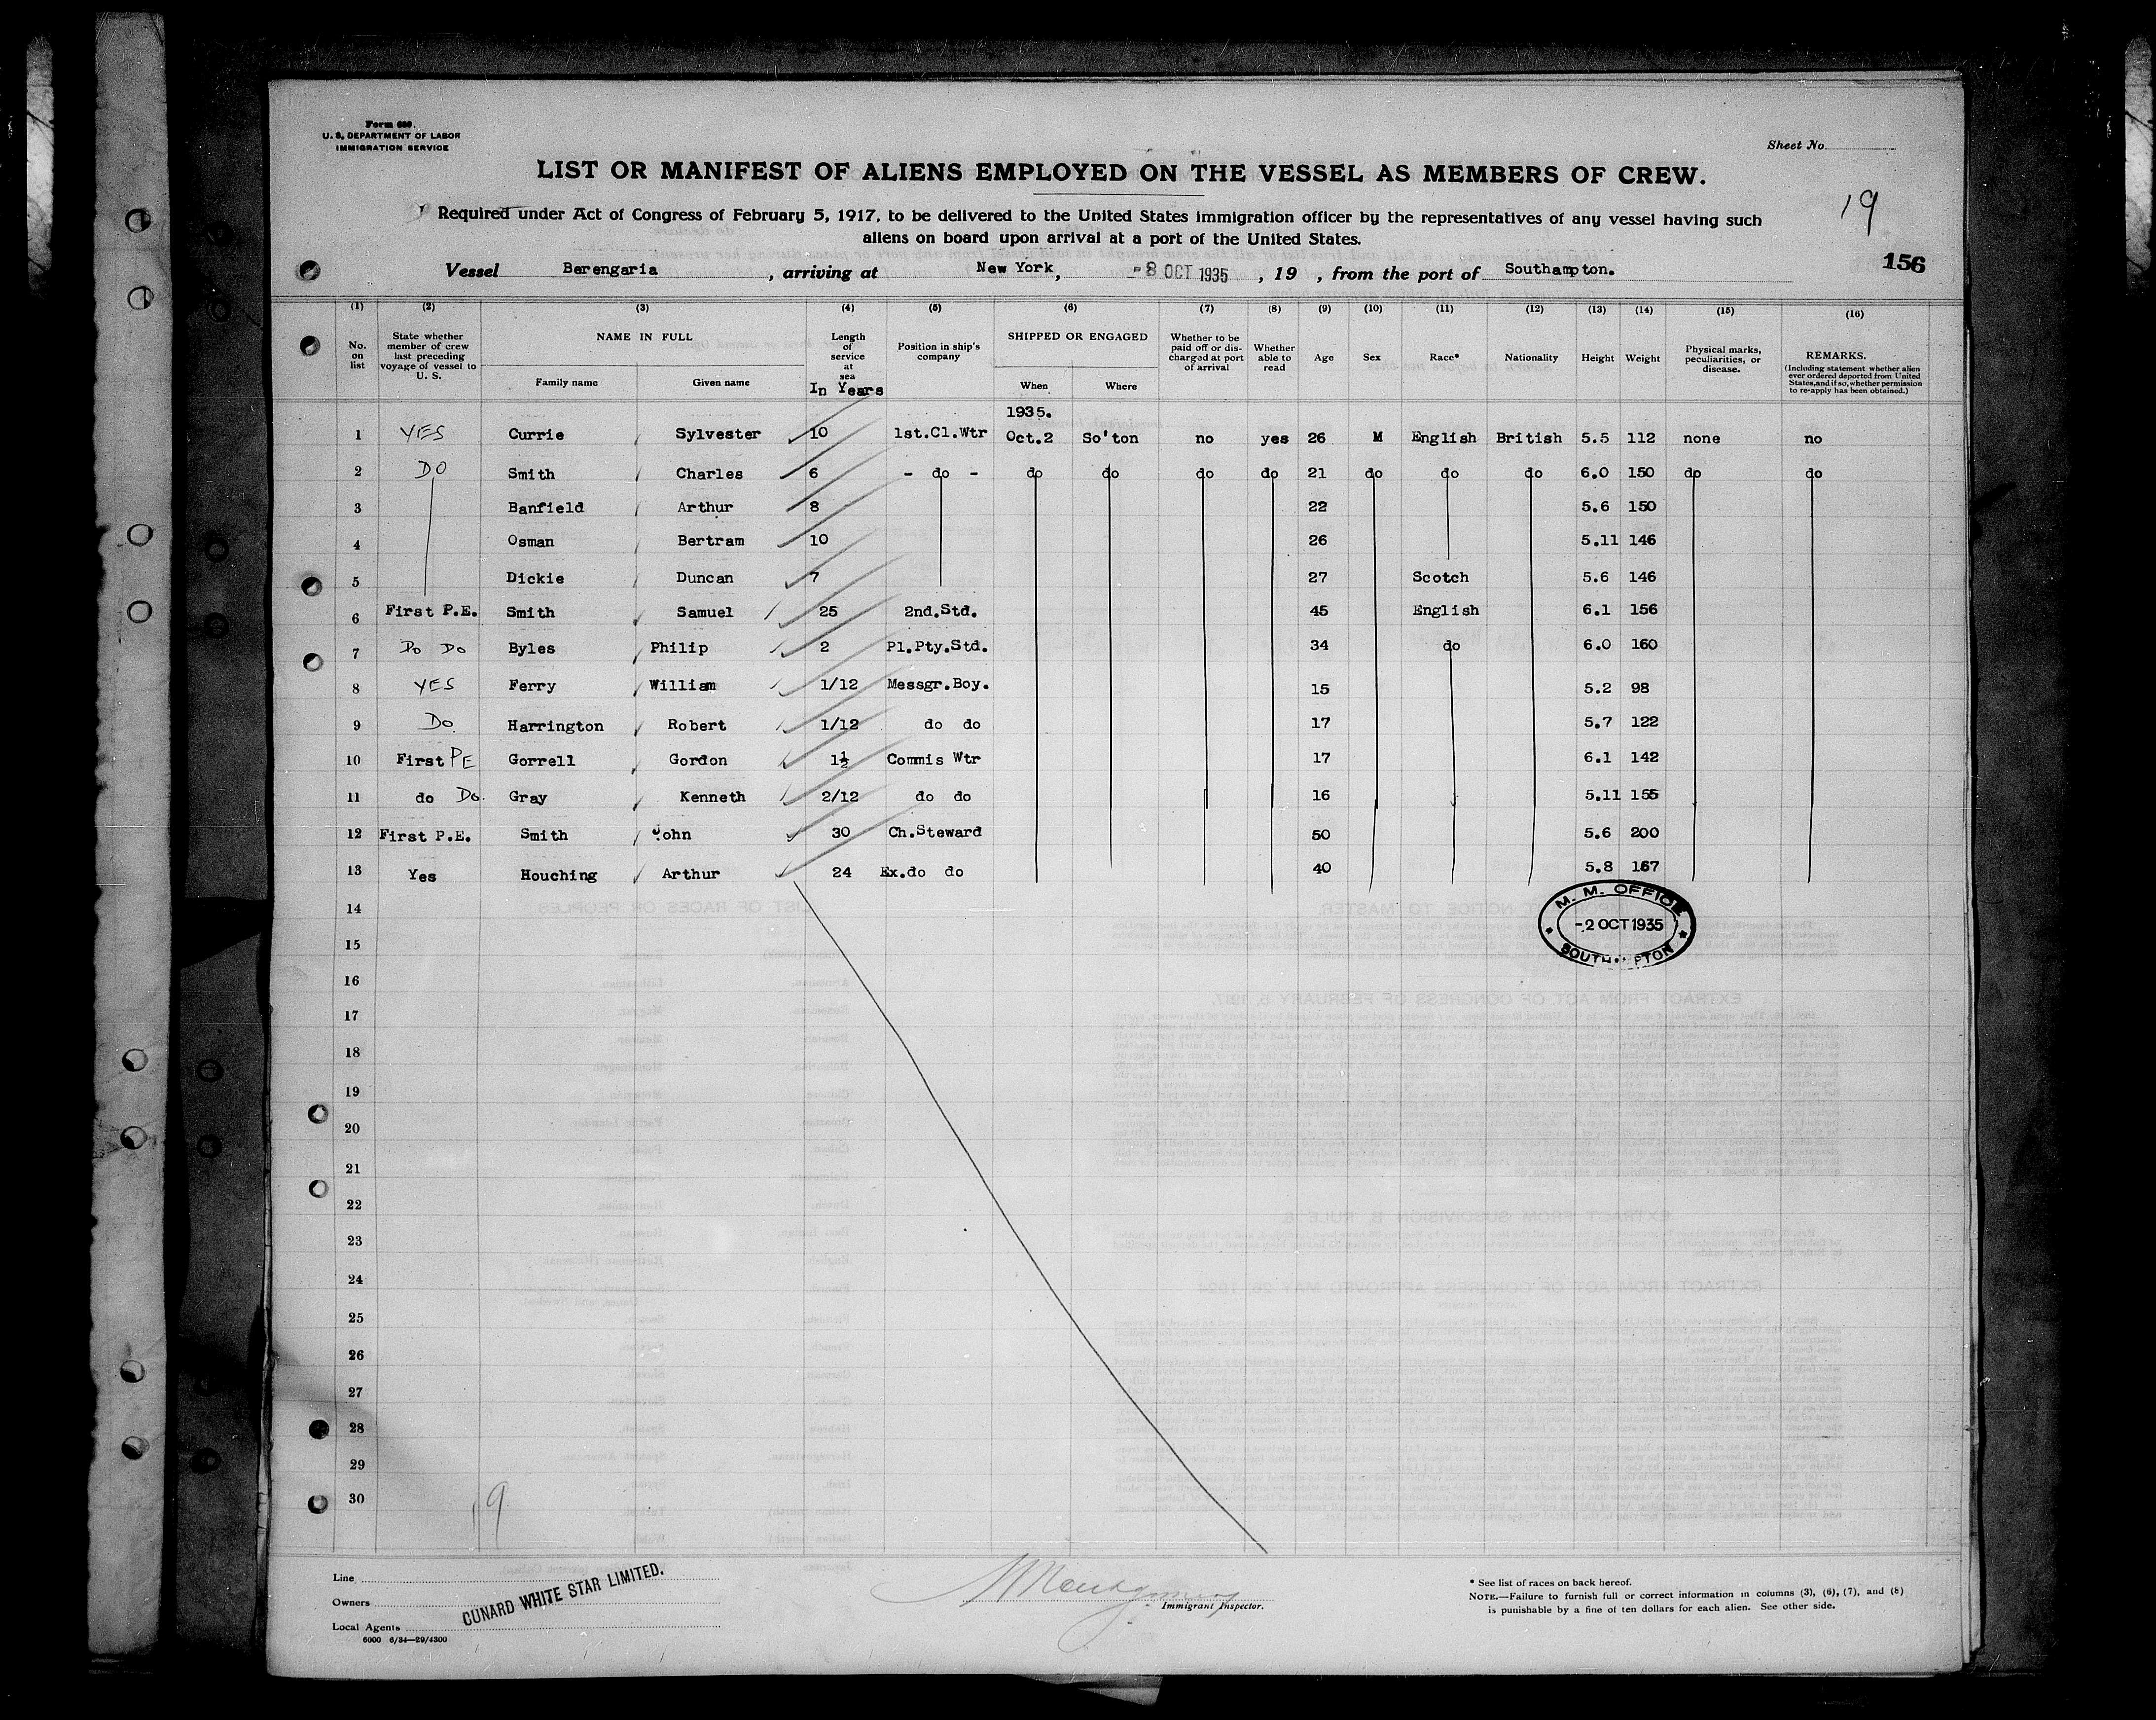 Form 680.
U. S. DEPARTMENT OF LABOR
IMMIGRATION SERVICE
Sheet No.
LIST OR MANIFEST OF ALIENS EMPLOYED ON THE VESSEL AS MEMBERS OF CREW.
19
Required under Act of Congress of February 5, 1917, to be delivered to the United States immigration officer by the representatives of any vessel having such
aliens on board upon arrival at a port of the United States.
156
Vessel Berengaria, arriving at New York, -8 OCT 1935, 19 , from the port of Southampton.
(1) (2) (3) (4) (5) (6) (7) (8) (9) (10) (11) (12) (13) (14) (15) (16)
No. on list State whether member of crew last preceding voyage of vessel to U. S. NAME IN FULL Family name Given name Length of service at sea In Years Position in ship's company SHIPPED OR ENGAGED When Where Whether to be paid off or discharged at port of arrival Whether able to read Age Sex Race* Nationality Height Weight Physical marks, peculiarities, or disease. REMARKS. (Including statement whether alien ever ordered deported from United States, and if so, whether permission to re-apply has been obtained.)
1935.
1 YES Currie Sylvester 10 1st.Cl.Wtr Oct.2 So'ton no yes 26 M English British 5.5 112 none no
2 DO Smith Charles 6 - do - do do do do 21 do do do 6.0 150 do do
3 Banfield Arthur 8 22 5.6 150
4 Osman Bertram 10 26 5.11 146
5 Dickie Duncan 7 27 Scotch 5.6 146
6 First P.E. Smith Samuel 25 2nd.Std. 45 English 6.1 156
7 Do Do Byles Philip 2 Pl.Pty.Std. 34 do 6.0 160
8 YES Ferry William 1/12 Messgr.Boy. 15 5.2 98
9 Do Harrington Robert 1/12 do do 17 5.7 122
10 First PE Gorrell Gordon 1½ Commis Wtr 17 6.1 142
11 do Do. Gray Kenneth 2/12 do do 16 5.11 155
12 First P.E. Smith John 30 Ch.Steward 50 5.6 200
13 Yes Houching Arthur 24 Ex.do do 40 5.8 167
M. M. OFFICE
-2 OCT 1935
14
15
16
17
18
19
20
21
22
23
24
25
26
27
28
29
30
19
Line
Owners
Local Agents
CUNARD WHITE STAR LIMITED.
6000 6/34—29/4300
Montgomery
Immigrant Inspector.
* See list of races on back hereof.
NOTE.—Failure to furnish full or correct information in columns (3), (6), (7), and (8)
is punishable by a fine of ten dollars for each alien. See other side.